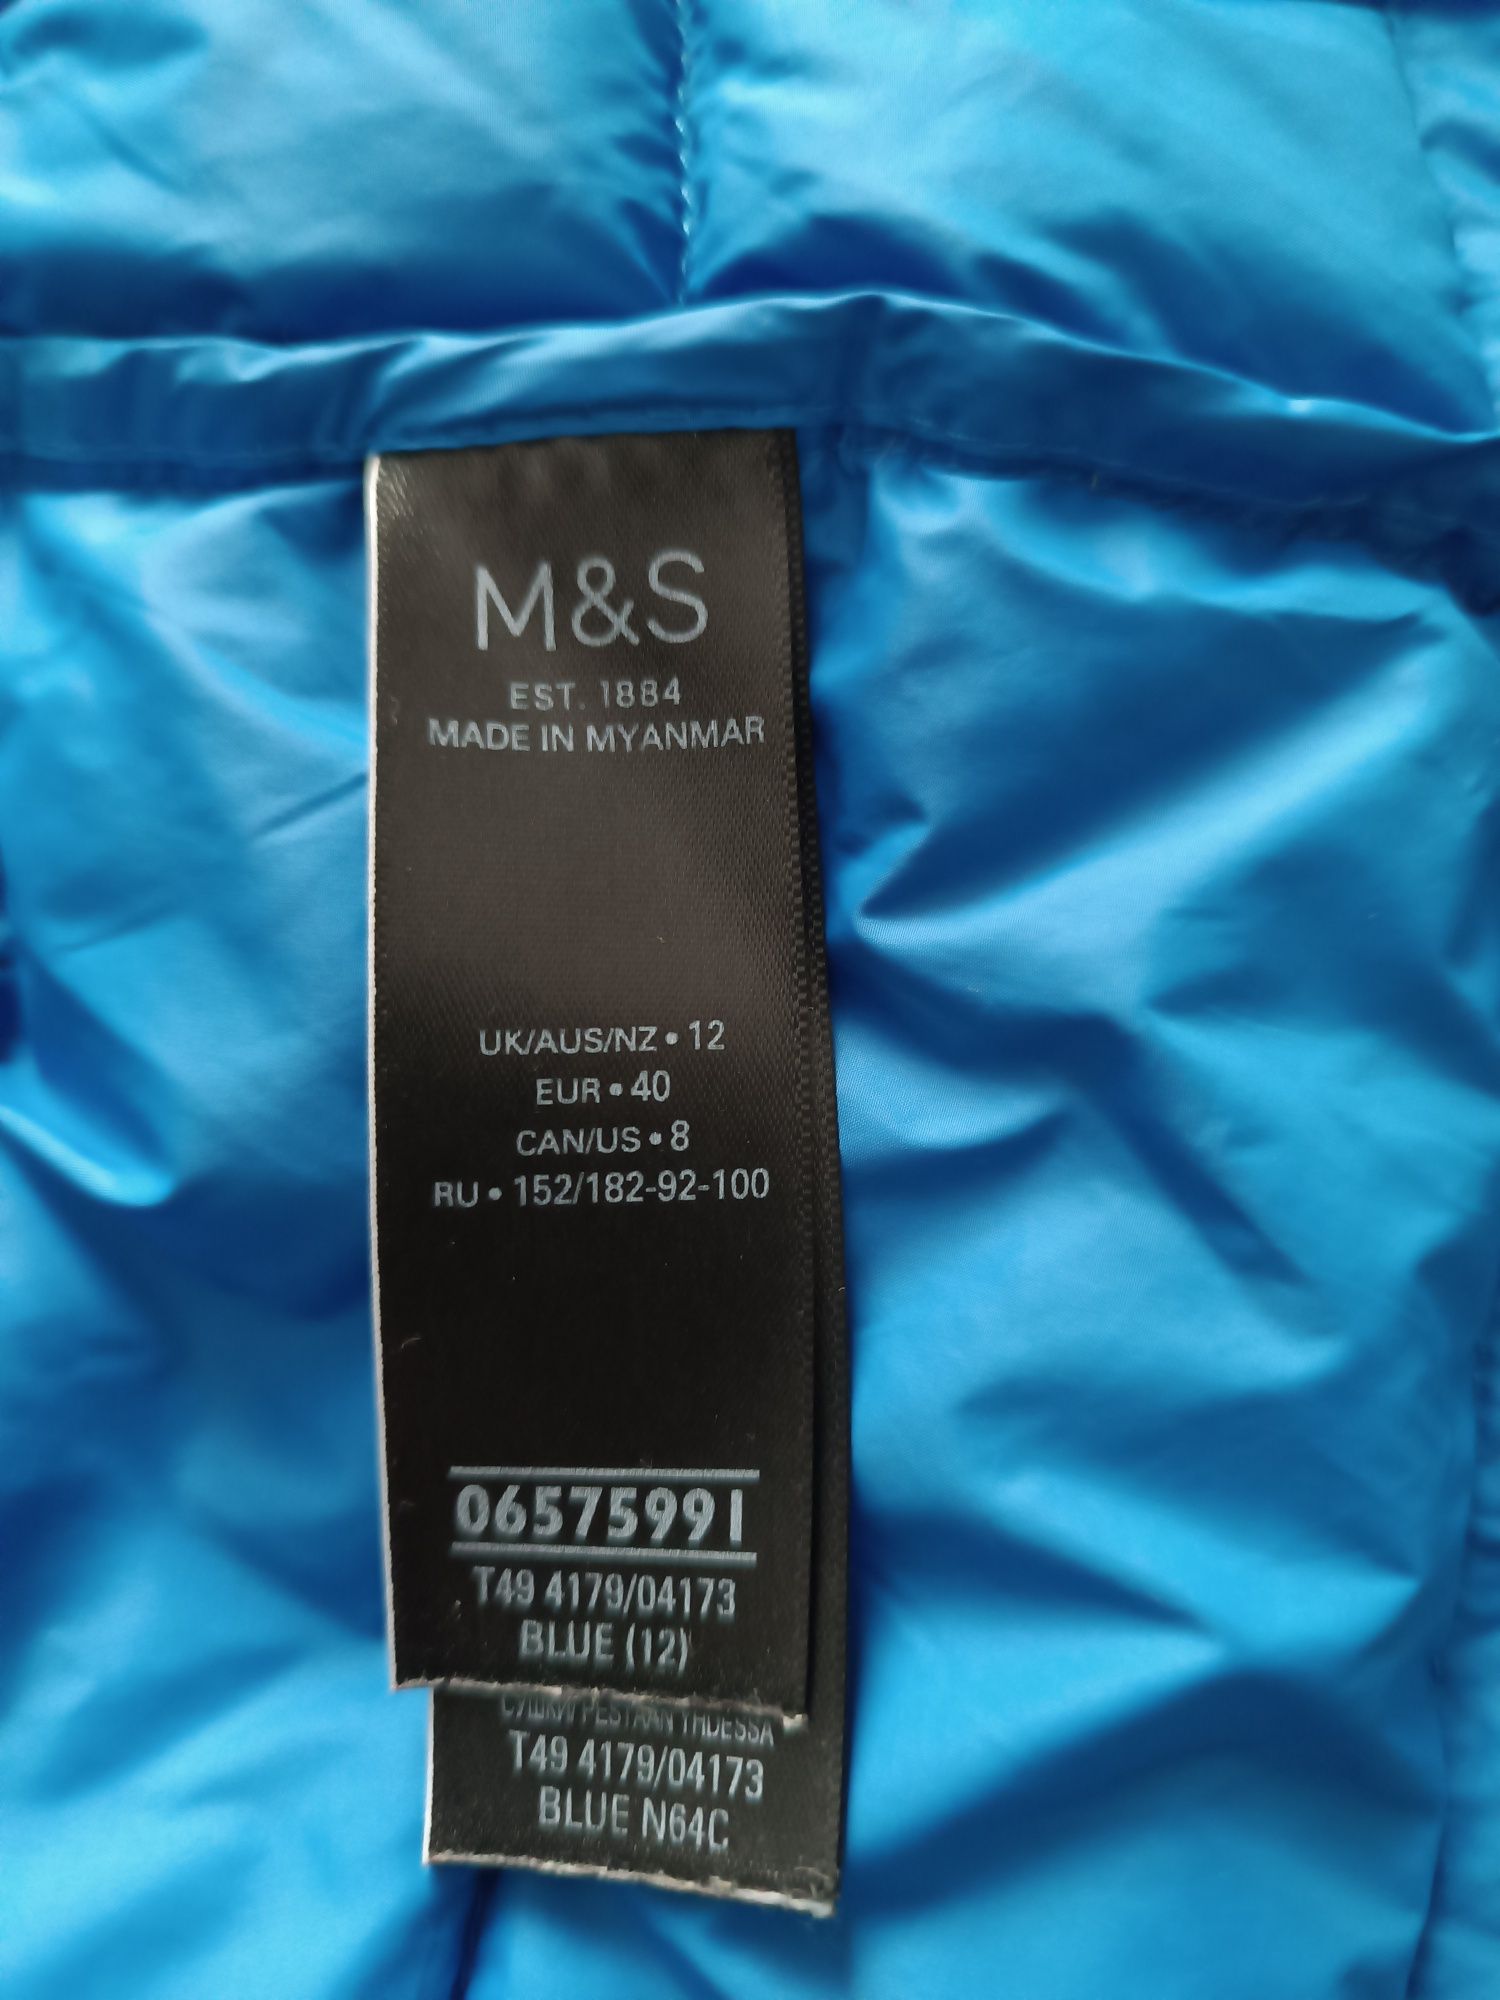 M&S
EST. 1884
MADE IN MYANMAR
UK/AUS/NZ • 12
EUR • 40
CAN/US • 8
RU • 152/182-92-100
06575991
T49 4179/04173
BLUE (12)
YHDESSA
T49 4179/04173
BLUE N64C